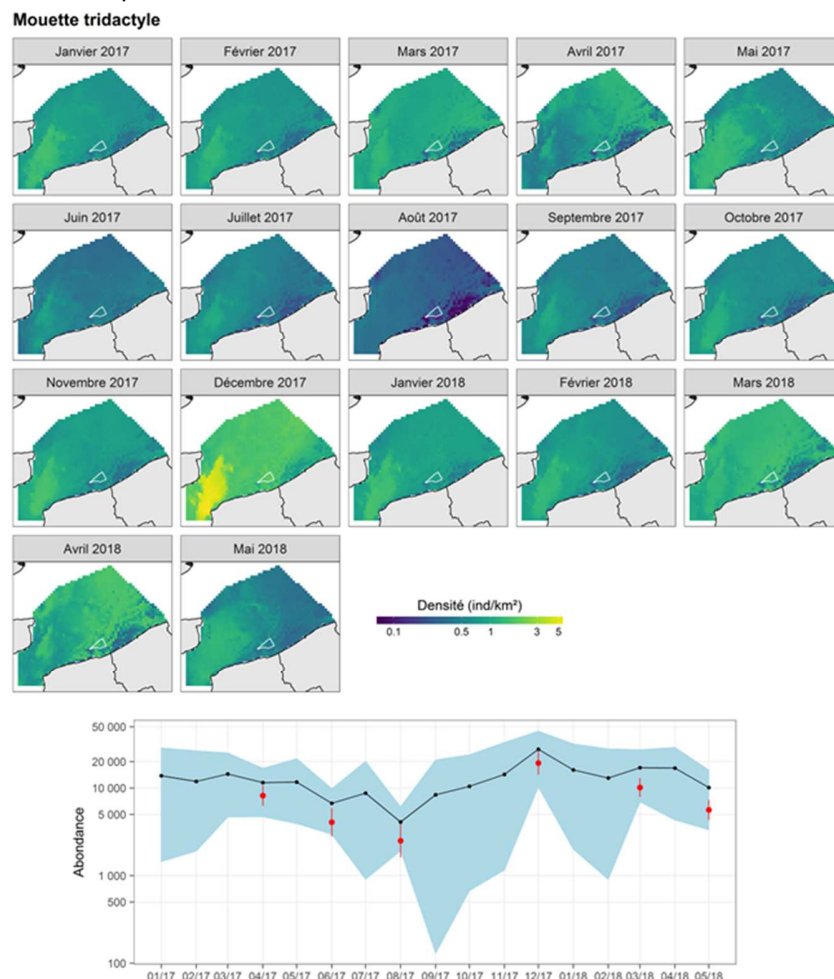 Mouette tridactyle
Janvier 2017
Février 2017
Mars 2017
Avril 2017
Mai 2017
Juin 2017
Juillet 2017
Août 2017
Septembre 2017
Octobre 2017
Novembre 2017
Décembre 2017
Janvier 2018
Février 2018
Mars 2018
Avril 2018
Mai 2018
Densité (ind/km²)
0.1 0.5 1 3 5
50 000
20 000
10 000
5 000
1 000
500
100
Abondance
01/17 02/17 03/17 04/17 05/17 06/17 07/17 08/17 09/17 10/17 11/17 12/17 01/18 02/18 03/18 04/18 05/18